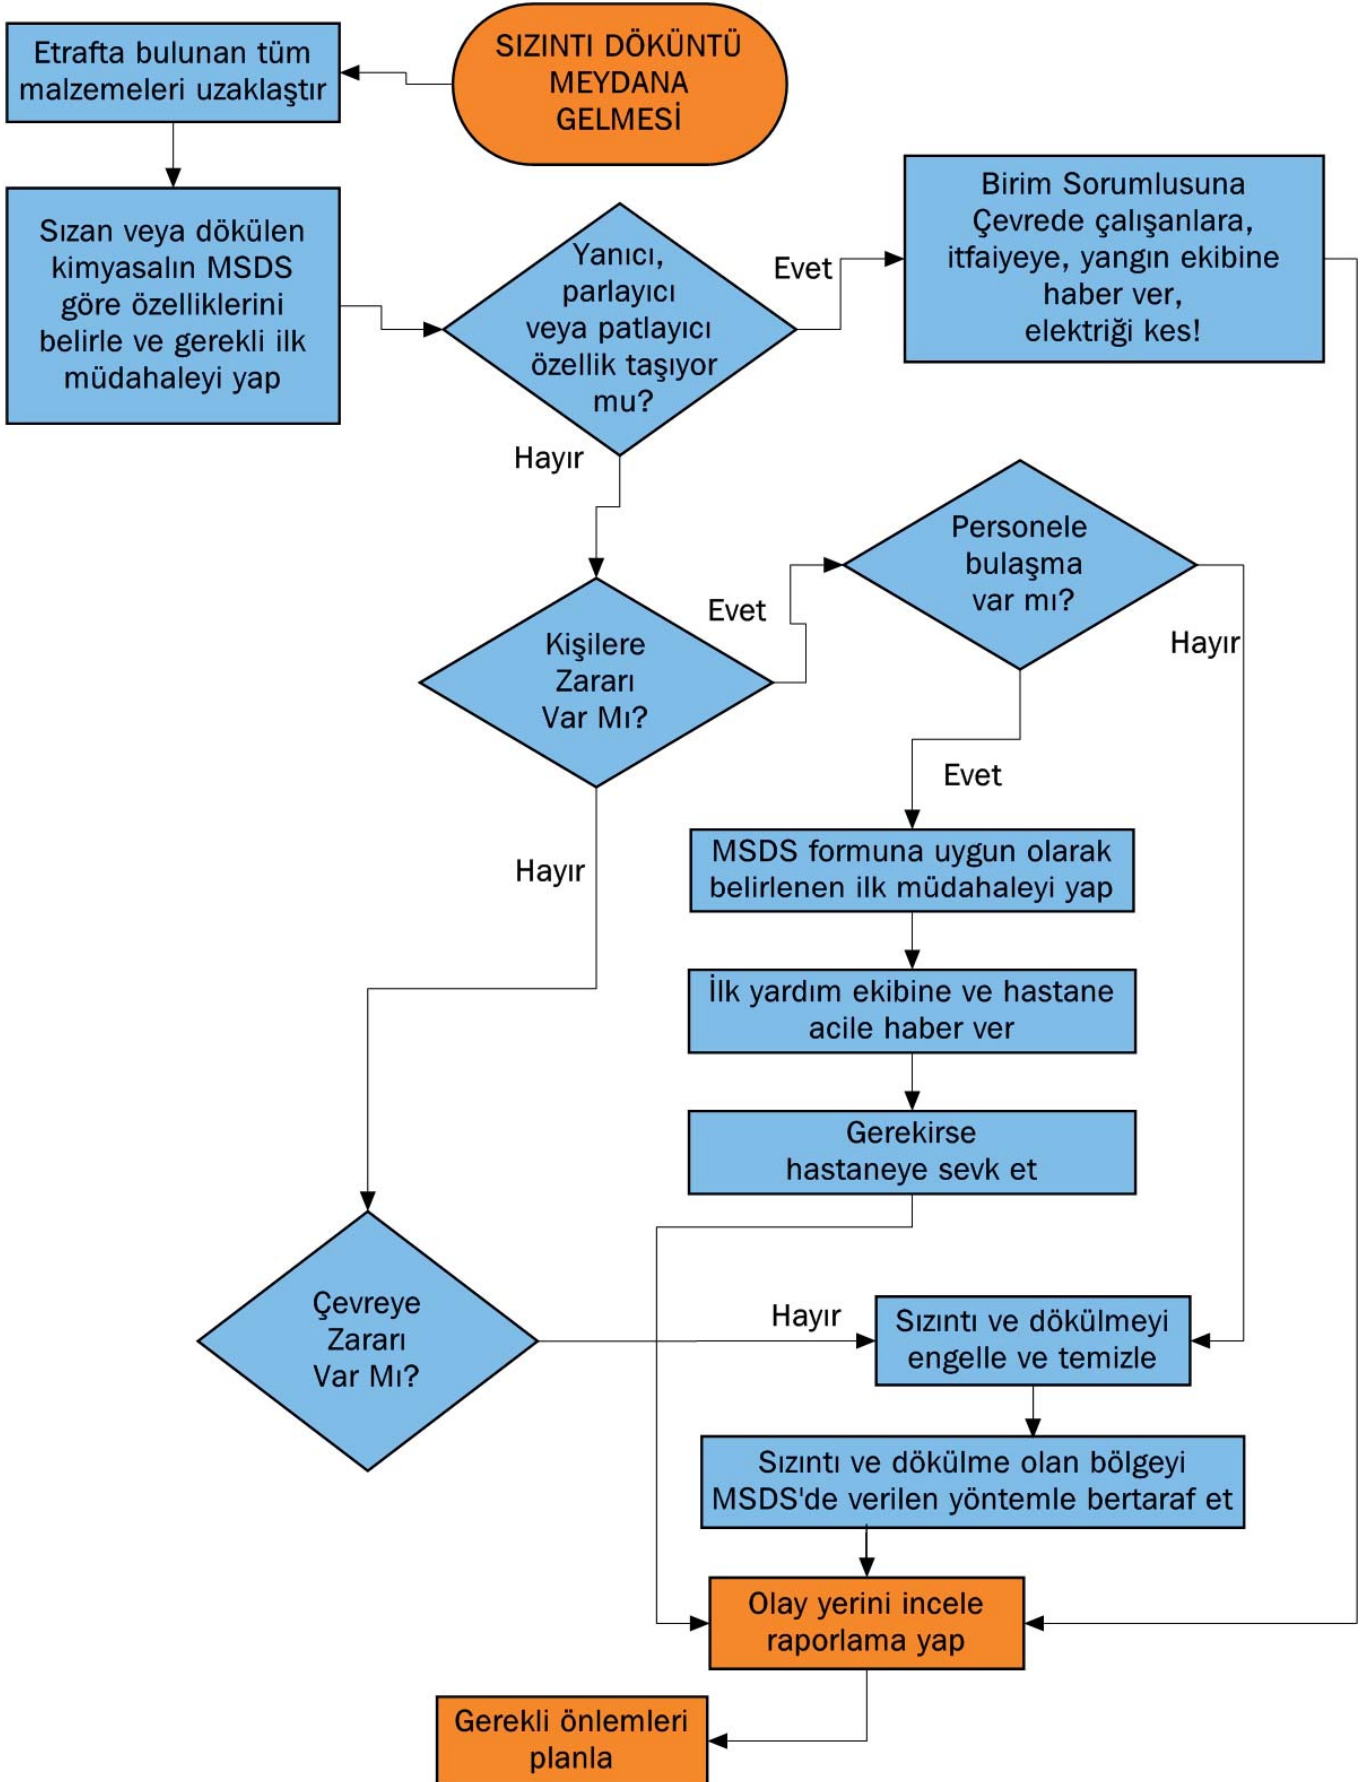 SIZINTI DÖKÜNTÜ
MEYDANA
GELMESİ
Etrafta bulunan tüm
malzemeleri uzaklaştır
Sızan veya dökülen
kimyasalın MSDS
göre özelliklerini
belirle ve gerekli ilk
müdahaleyi yap
Yanıcı,
parlayıcı
veya patlayıcı
özellik taşıyor
mu?
Evet
Birim Sorumlusuna
Çevrede çalışanlara,
itfaiyeye, yangın ekibine
haber ver,
elektriği kes!
Hayır
Kişilere
Zararı
Var Mı?
Evet
Personele
bulaşma
var mı?
Hayır
Evet
MSDS formuna uygun olarak
belirlenen ilk müdahaleyi yap
İlk yardım ekibine ve hastane
acile haber ver
Gerekirse
hastaneye sevk et
Hayır
Çevreye
Zararı
Var Mı?
Hayır
Sızıntı ve dökülmeyi
engelle ve temizle
Sızıntı ve dökülme olan bölgeyi
MSDS'de verilen yöntemle bertaraf et
Olay yerini incele
raporlama yap
Gerekli önlemleri
planla